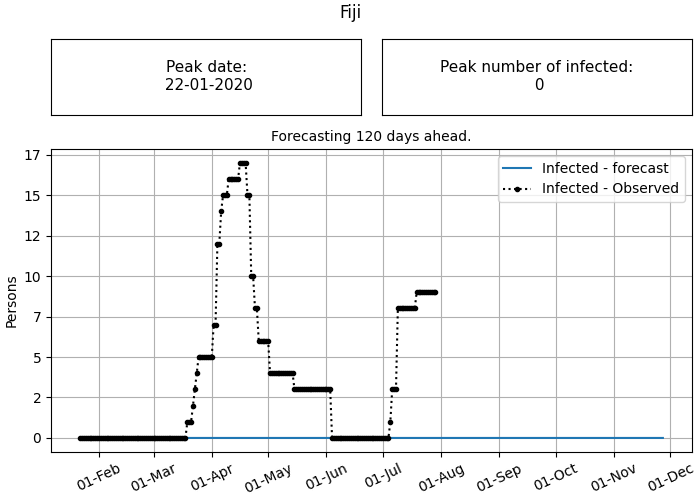 Fiji
Peak date:
22-01-2020
Peak number of infected:
0
Forecasting 120 days ahead.
Infected - forecast
Infected - Observed
Persons
17
15
12
10
7
5
2
0
01-Feb
01-Mar
01-Apr
01-May
01-Jun
01-Jul
01-Aug
01-Sep
01-Oct
01-Nov
01-Dec